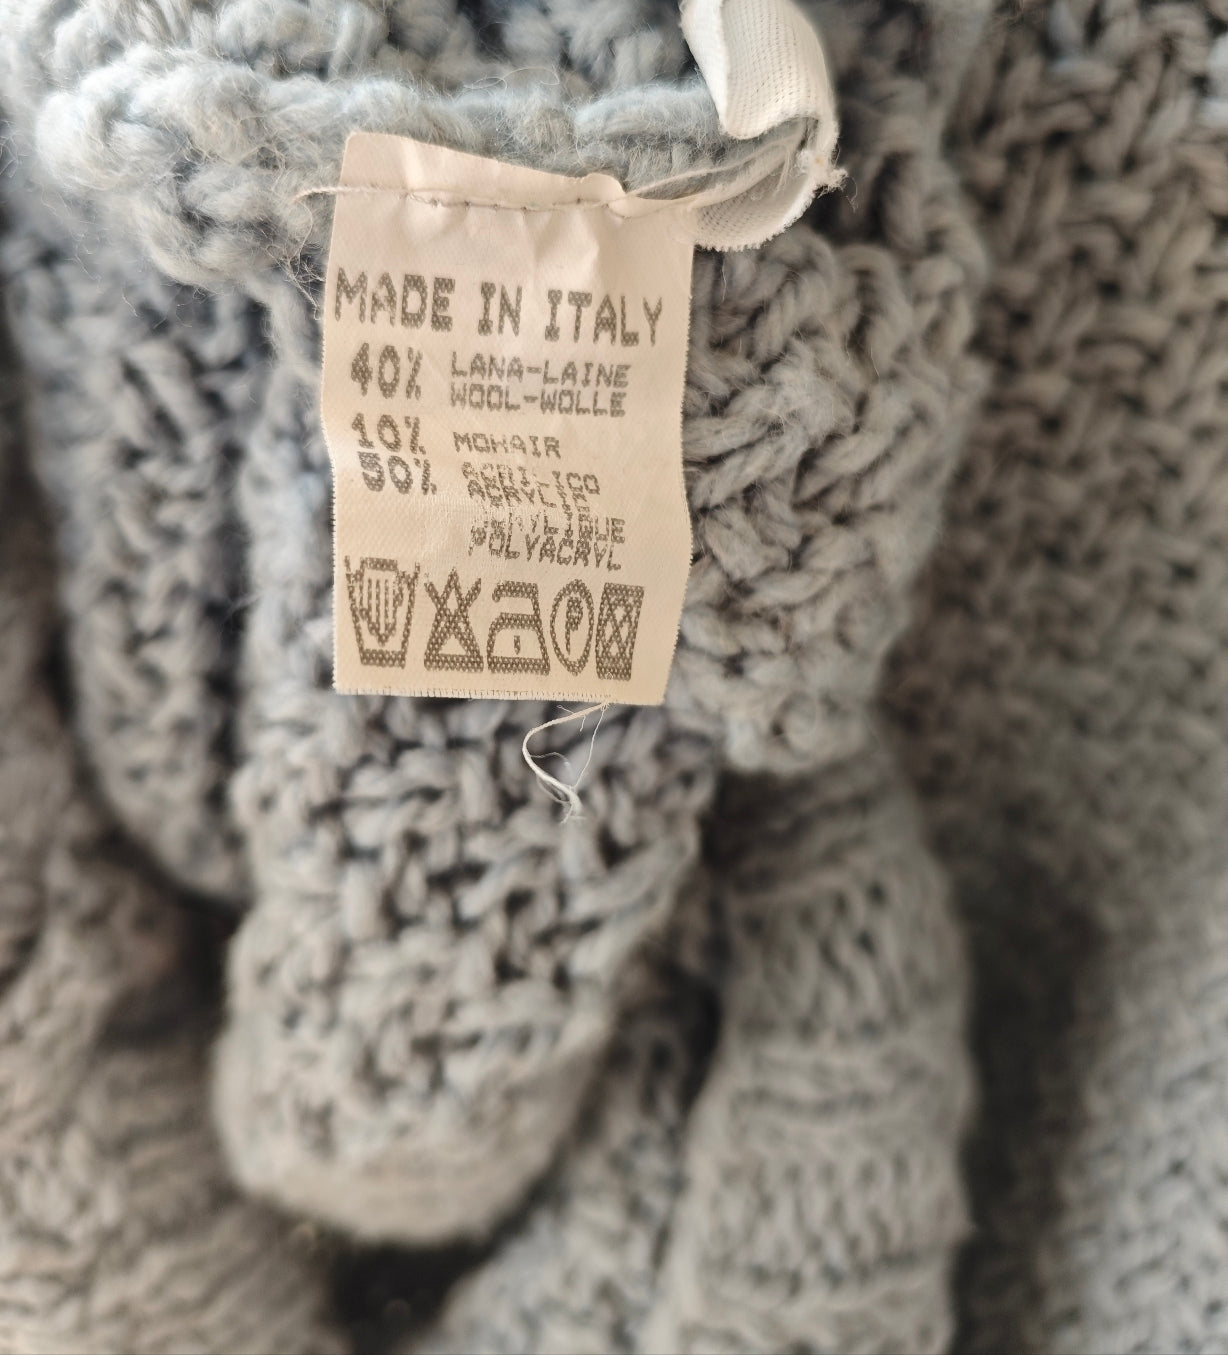 MADE IN ITALY
40% LANA-LAINE
WOOL-WOLLE
10% MOHAIR
50% ACRILICO
ACRYLIC
POLYACRYL
P